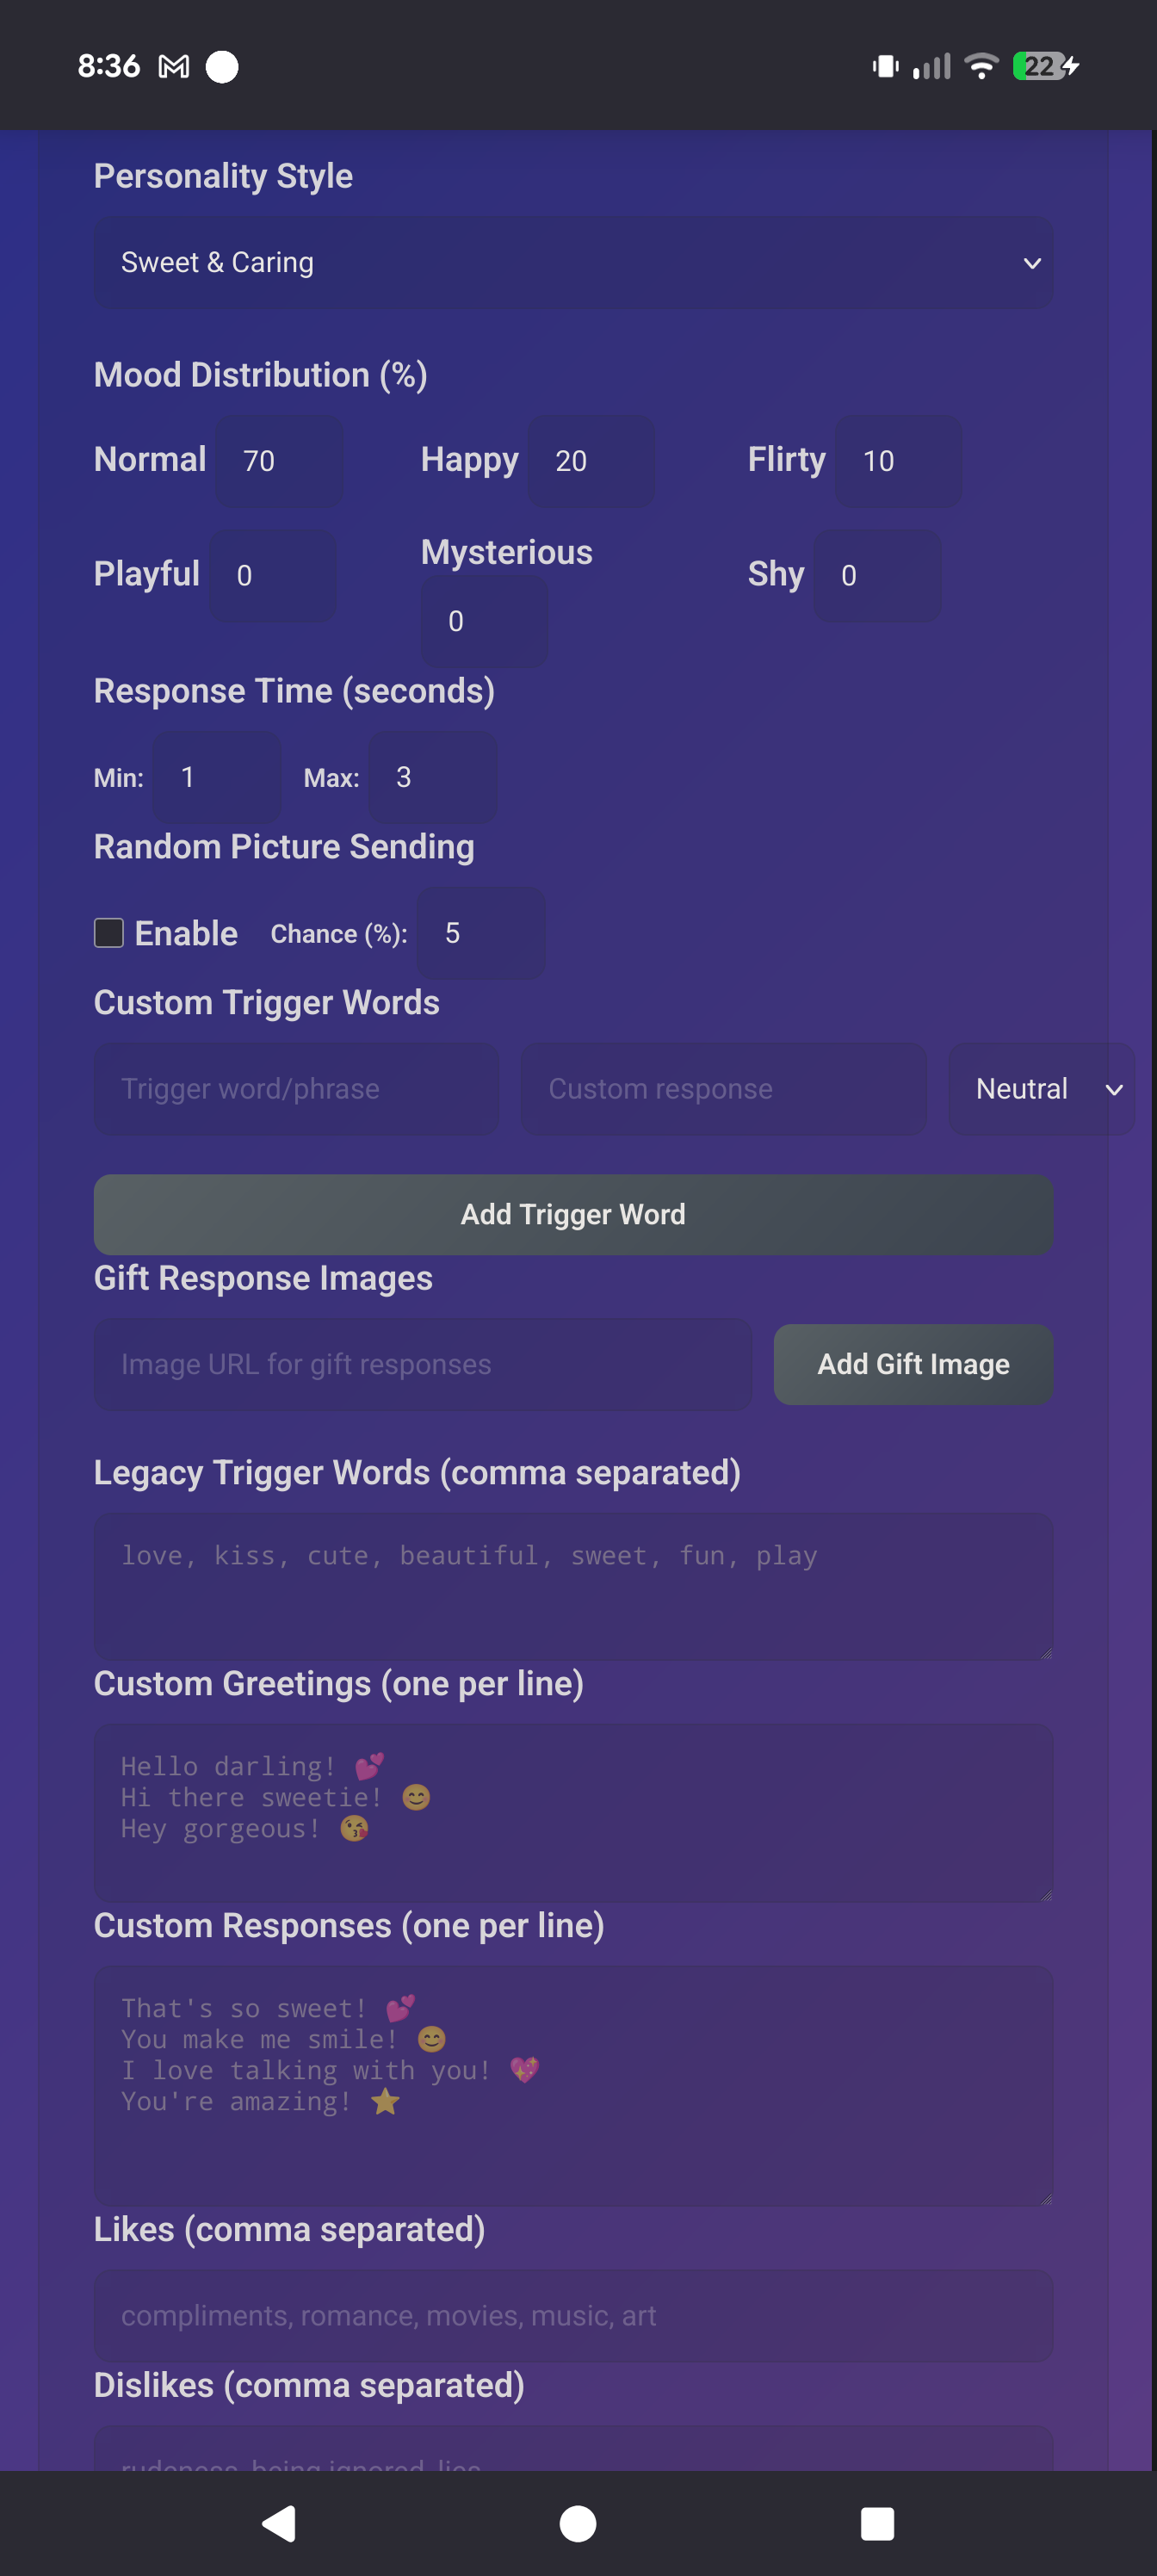 8:36
22
Personality Style
Sweet & Caring
Mood Distribution (%)
Normal 70 Happy 20 Flirty 10
Playful 0 Mysterious 0 Shy 0
Response Time (seconds)
Min: 1 Max: 3
Random Picture Sending
Enable Chance (%): 5
Custom Trigger Words
Trigger word/phrase Custom response Neutral
Add Trigger Word
Gift Response Images
Image URL for gift responses Add Gift Image
Legacy Trigger Words (comma separated)
love, kiss, cute, beautiful, sweet, fun, play
Custom Greetings (one per line)
Hello darling! 💕
Hi there sweetie! 😊
Hey gorgeous! 😘
Custom Responses (one per line)
That's so sweet! 💕
You make me smile! 😊
I love talking with you! 💖
You're amazing! ⭐
Likes (comma separated)
compliments, romance, movies, music, art
Dislikes (comma separated)
rudeness, being ignored, lies